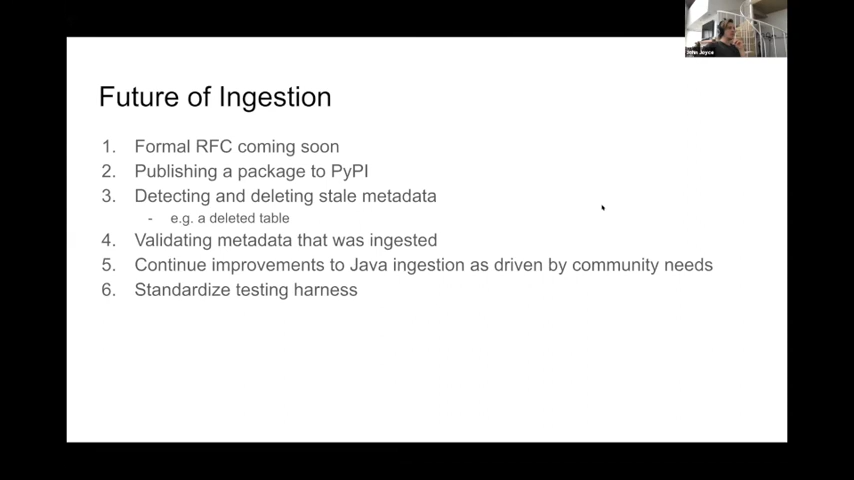 John Joyce
Future of Ingestion
1. Formal RFC coming soon
2. Publishing a package to PyPI
3. Detecting and deleting stale metadata
- e.g. a deleted table
4. Validating metadata that was ingested
5. Continue improvements to Java ingestion as driven by community needs
6. Standardize testing harness